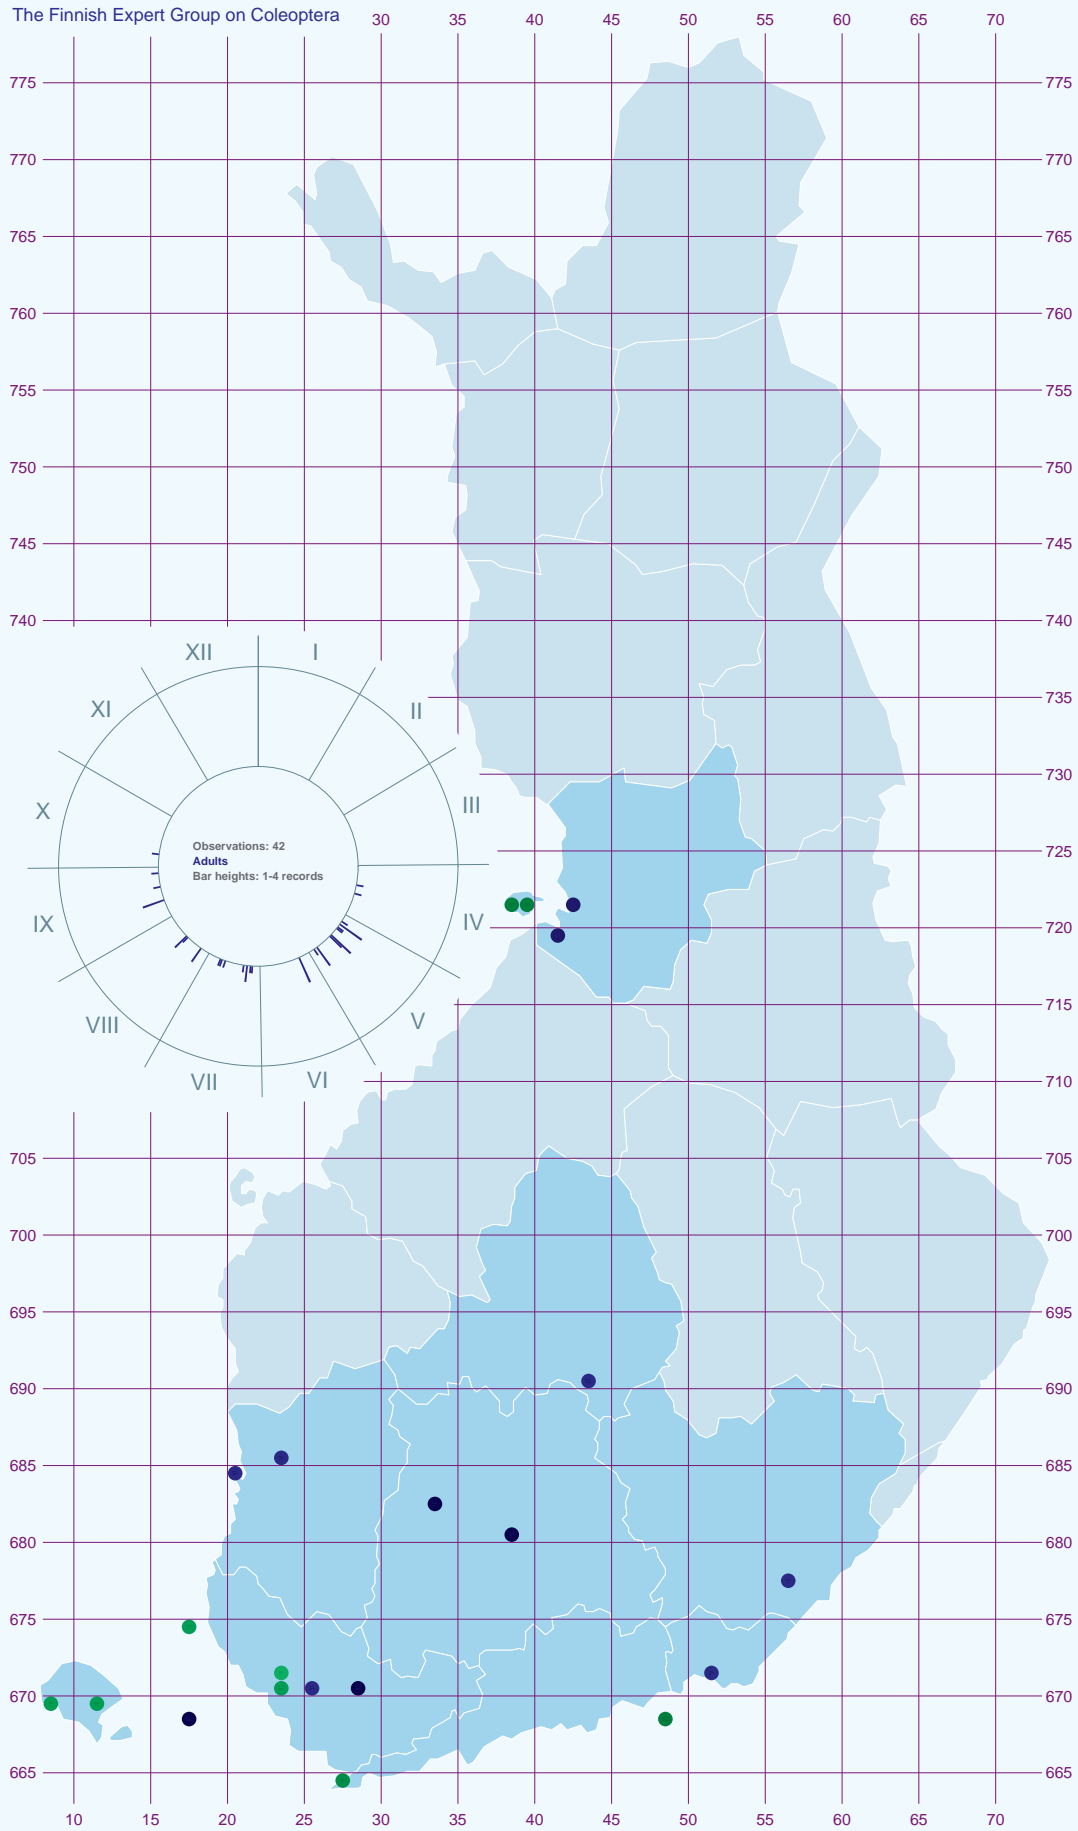 The Finnish Expert Group on Coleoptera
30 35 40 45 50 55 60 65 70
775 775
770 770
765 765
760 760
755 755
750 750
745 745
740 740
735
730
725
720
715
710
705 705
700 700
695 695
690 690
685 685
680 680
675 675
670 670
665 665
XII I
XI II
X III
IX IV
VIII V
VII VI
Observations: 42
Adults
Bar heights: 1-4 records
10 15 20 25 30 35 40 45 50 55 60 65 70